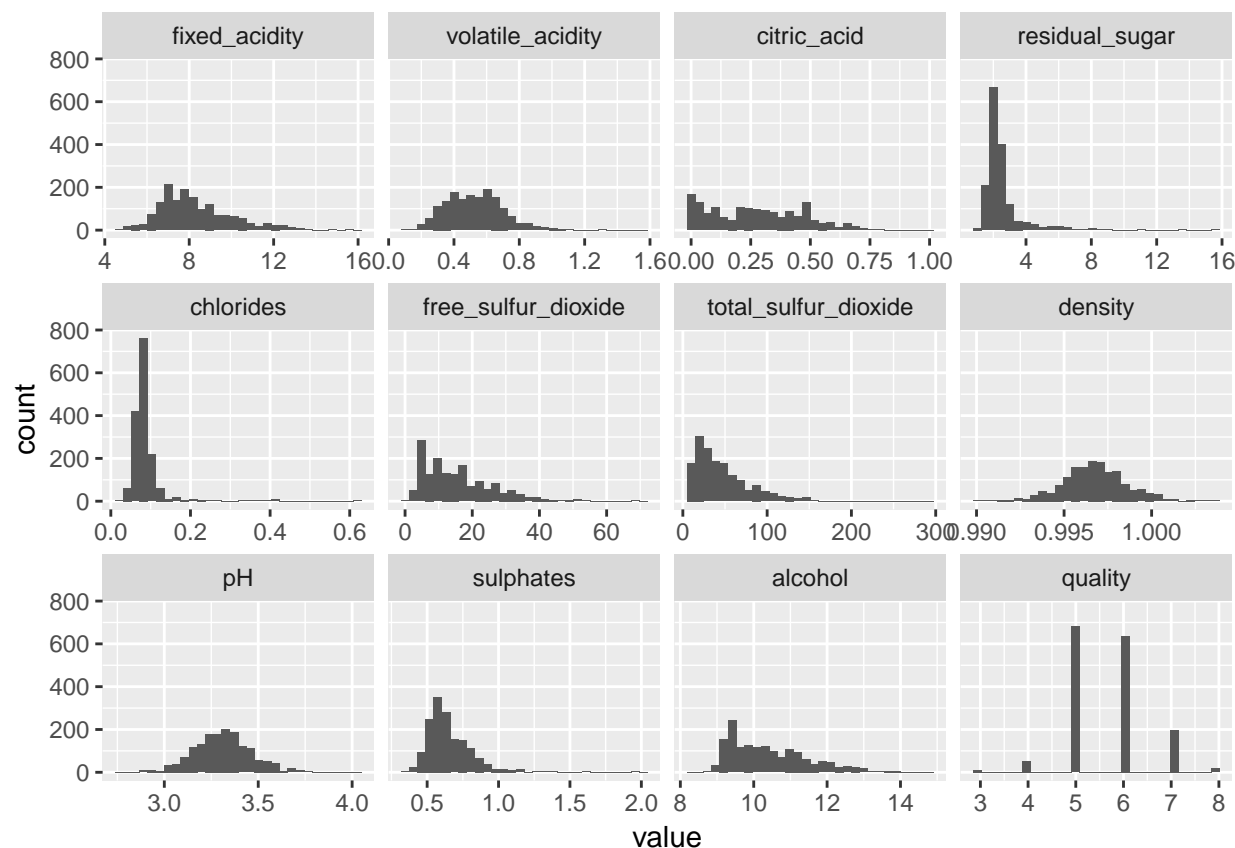 fixed_acidity volatile_acidity citric_acid residual_sugar
800
600
400
200
0
4 8 12 16 0.0 0.4 0.8 1.2 1.6 0.00 0.25 0.50 0.75 1.00 4 8 12 16
chlorides free_sulfur_dioxide total_sulfur_dioxide density
800
600
400
200
0
0.0 0.2 0.4 0.6 0 20 40 60 0 100 200 300 0.990 0.995 1.000
pH sulphates alcohol quality
800
600
400
200
0
3.0 3.5 4.0 0.5 1.0 1.5 2.0 8 10 12 14 3 4 5 6 7 8
count
value